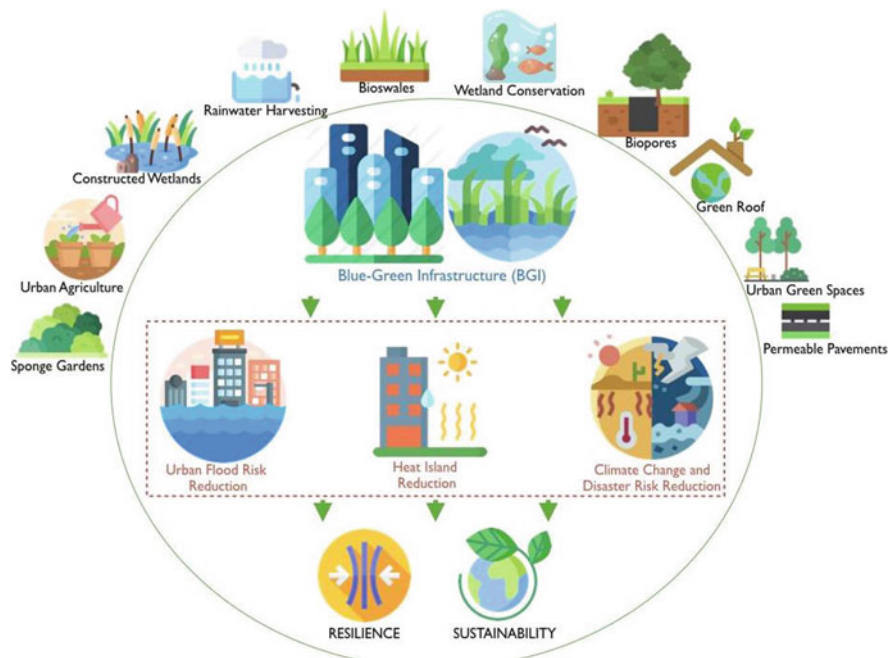 Bioswales
Wetland Conservation
Rainwater Harvesting
Biopores
Constructed Wetlands
Green Roof
Urban Agriculture
Urban Green Spaces
Sponge Gardens
Permeable Pavements
Blue-Green Infrastructure (BGI)
Urban Flood Risk
Reduction
Heat Island
Reduction
Climate Change and
Disaster Risk Reduction
RESILIENCE
SUSTAINABILITY